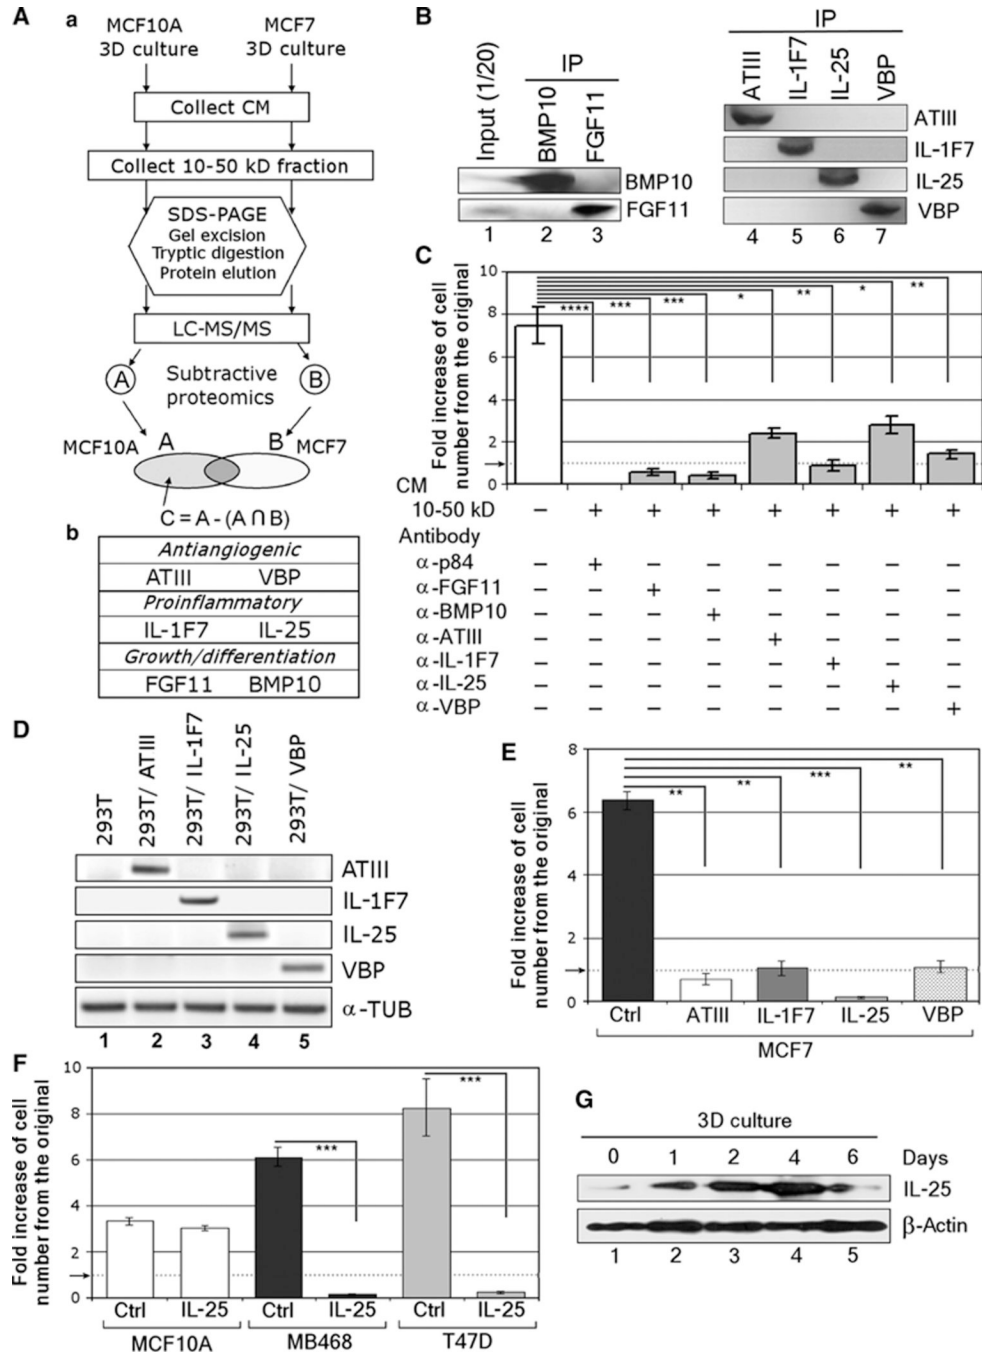 A
a
MCF10A
3D culture
MCF7
3D culture
Collect CM
Collect 10-50 kD fraction
SDS-PAGE
Gel excision
Tryptic digestion
Protein elution
LC-MS/MS
A
Subtractive
proteomics
B
MCF10A
A
B
MCF7
C = A - (A ∩ B)
b
Antiangiogenic
ATIII VBP
Proinflammatory
IL-1F7 IL-25
Growth/differentiation
FGF11 BMP10
B
Input (1/20)
IP
BMP10
FGF11
BMP10
FGF11
1 2 3
IP
ATIII
IL-1F7
IL-25
VBP
ATIII
IL-1F7
IL-25
VBP
4 5 6 7
C
Fold increase of cell
number from the original
10
8
6
4
2
0
**** *** *** * ** * **
CM
10-50 kD − + + + + + + +
Antibody
α-p84 − + − − − − − −
α-FGF11 − − + − − − − −
α-BMP10 − − − + − − − −
α-ATIII − − − − + − − −
α-IL-1F7 − − − − − + − −
α-IL-25 − − − − − − + −
α-VBP − − − − − − − +
D
293T
293T/ ATIII
293T/ IL-1F7
293T/ IL-25
293T/ VBP
ATIII
IL-1F7
IL-25
VBP
α-TUB
1 2 3 4 5
E
Fold increase of cell
number from the original
8
6
4
2
0
** ** *** **
Ctrl ATIII IL-1F7 IL-25 VBP
MCF7
F
Fold increase of cell
number from the original
10
8
6
4
2
0
*** ***
Ctrl IL-25 Ctrl IL-25 Ctrl IL-25
MCF10A MB468 T47D
G
3D culture
0 1 2 4 6 Days
IL-25
β-Actin
1 2 3 4 5